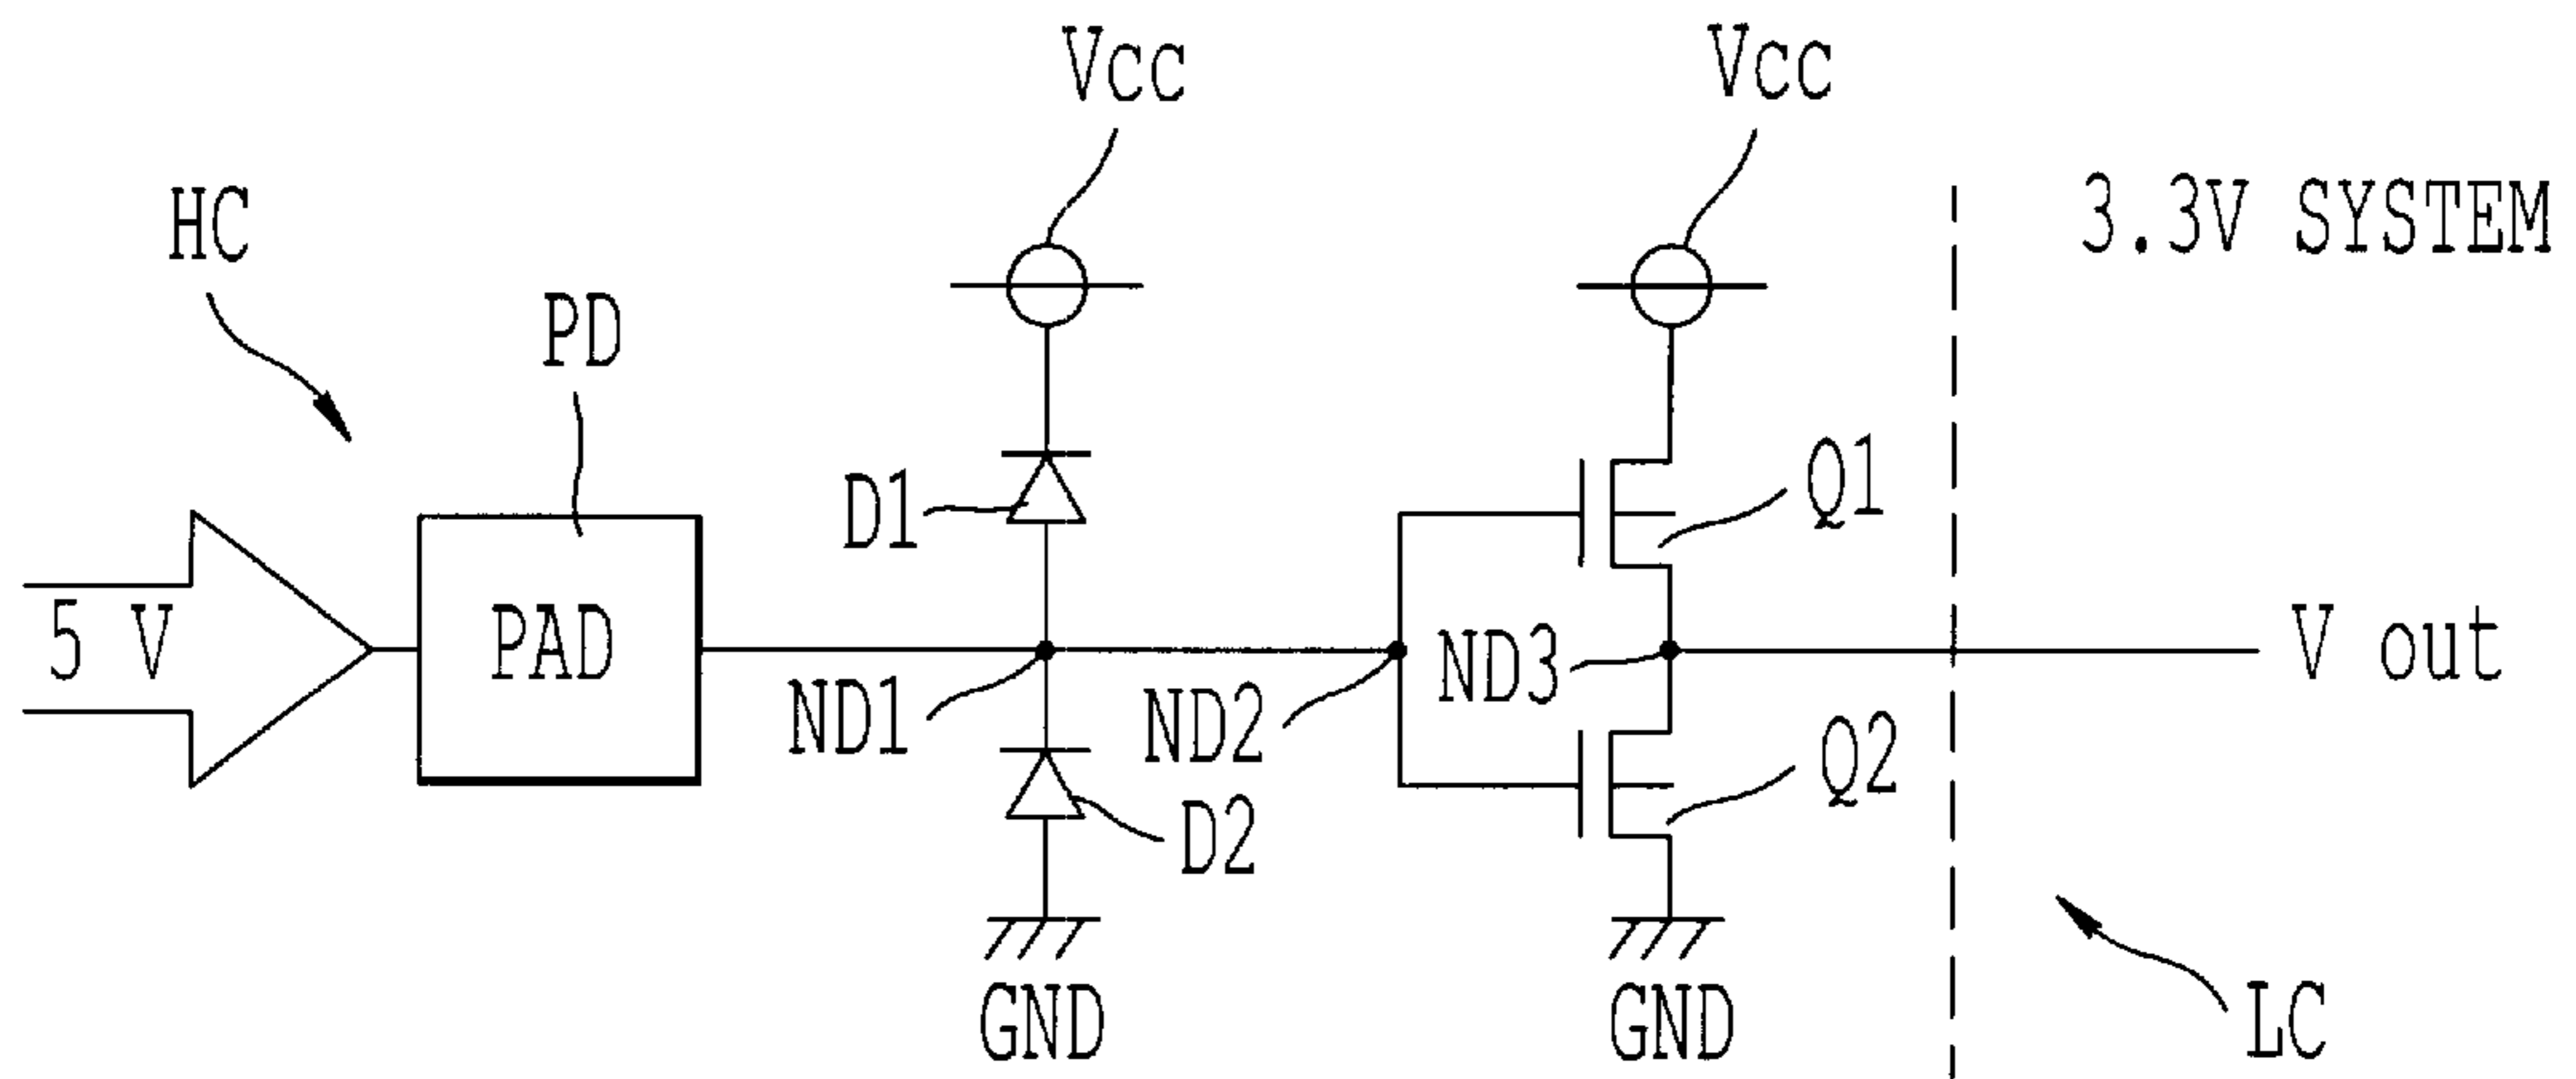 Vcc
Vcc
HC
3.3V SYSTEM
PD
D1
Q1
5 V
PAD
ND1
ND2
ND3
V out
Q2
D2
GND
GND
LC